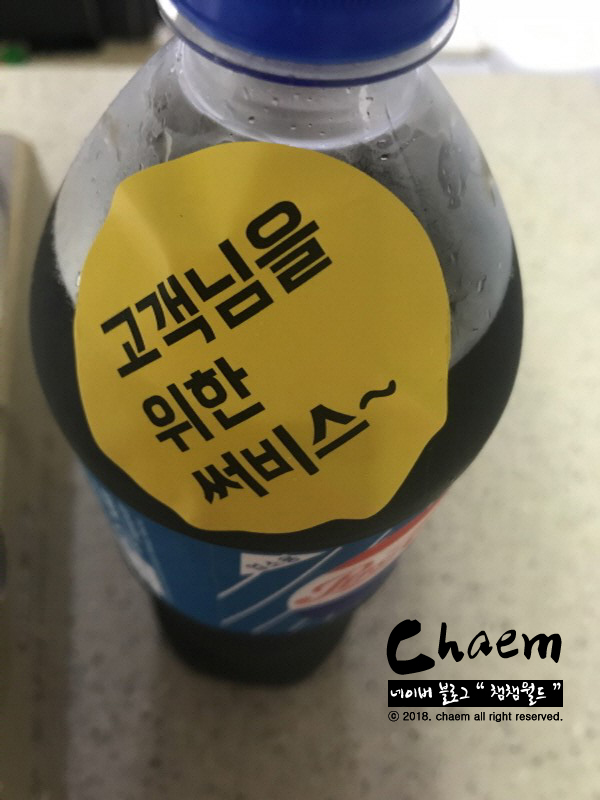 고객님을
위한
써비스~
Chaem
네이버 블로그 “챔챔월드”
ⓒ 2018. chaem all right reserved.